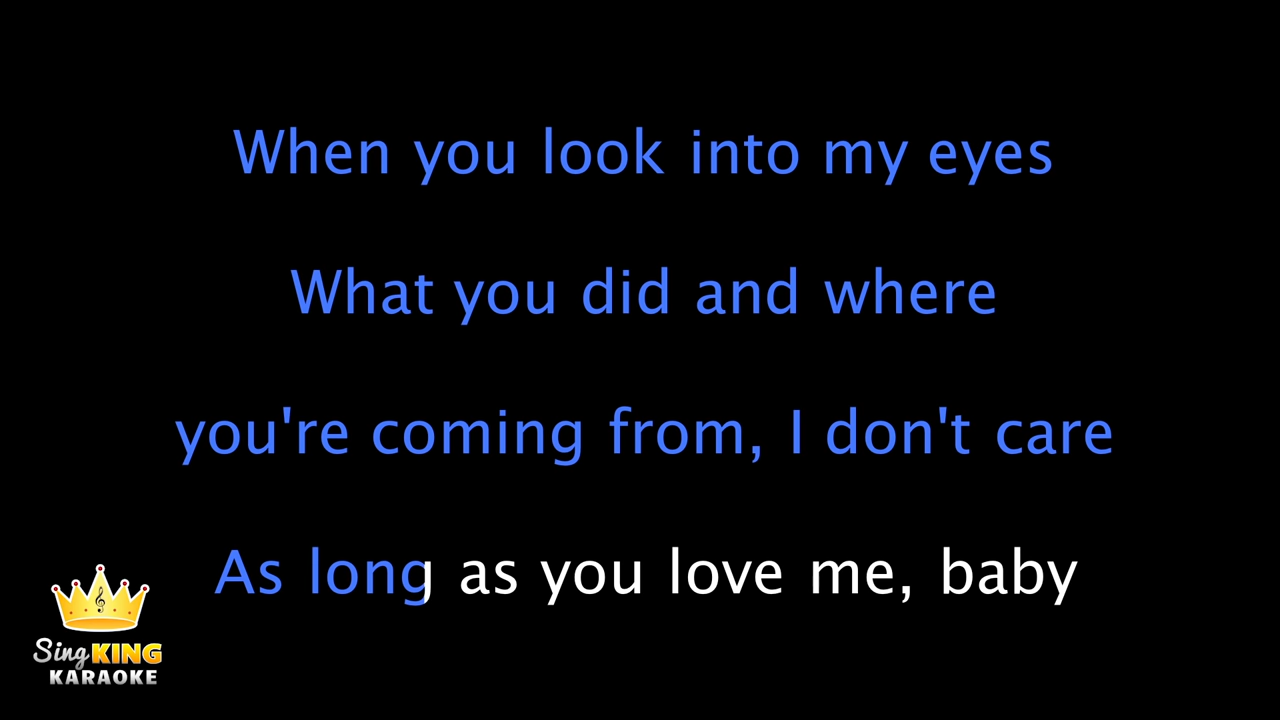 When you look into my eyes
What you did and where
you're coming from, I don't care
As long as you love me, baby
Sing KING
KARAOKE